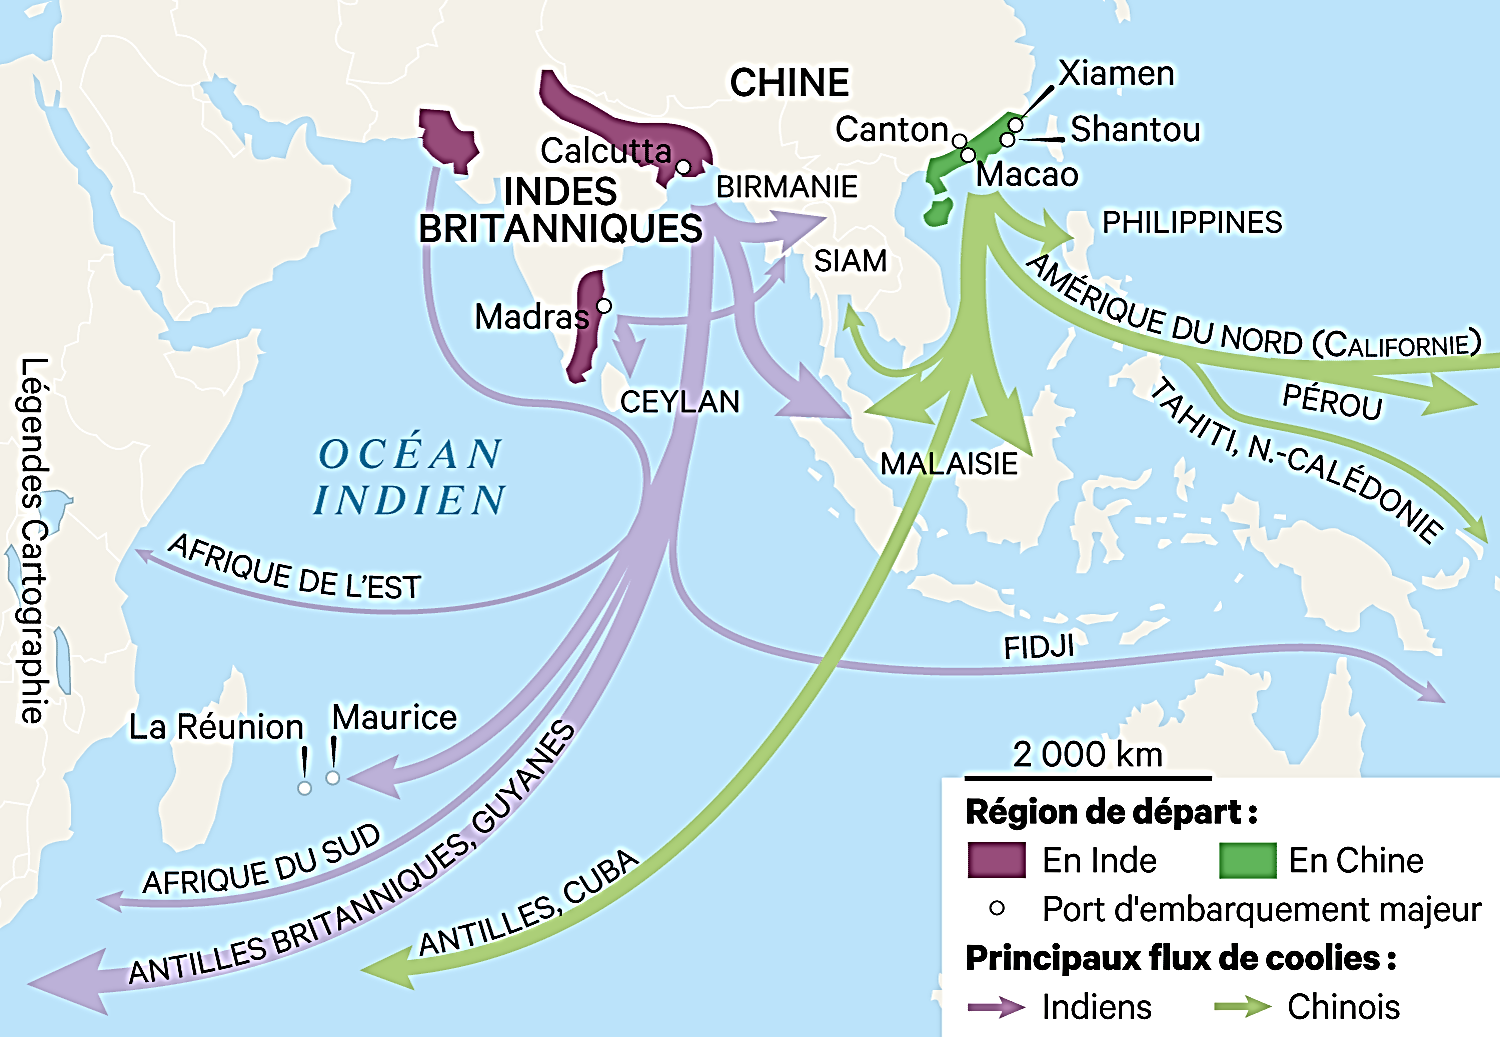 Xiamen
CHINE
Canton
Shantou
Calcutta
Macao
INDES
BRITANNIQUES
BIRMANIE
PHILIPPINES
SIAM
Madras
AMÉRIQUE DU NORD (CALIFORNIE)
CEYLAN
PÉROU
TAHITI, N.-CALÉDONIE
OCÉAN
INDIEN
MALAISIE
Légendes Cartographie
AFRIQUE DE L'EST
FIDJI
La Réunion
Maurice
AFRIQUE DU SUD
ANTILLES BRITANNIQUES, GUYANES
ANTILLES, CUBA
2 000 km
Région de départ :
En Inde
En Chine
Port d'embarquement majeur
Principaux flux de coolies :
Indiens
Chinois